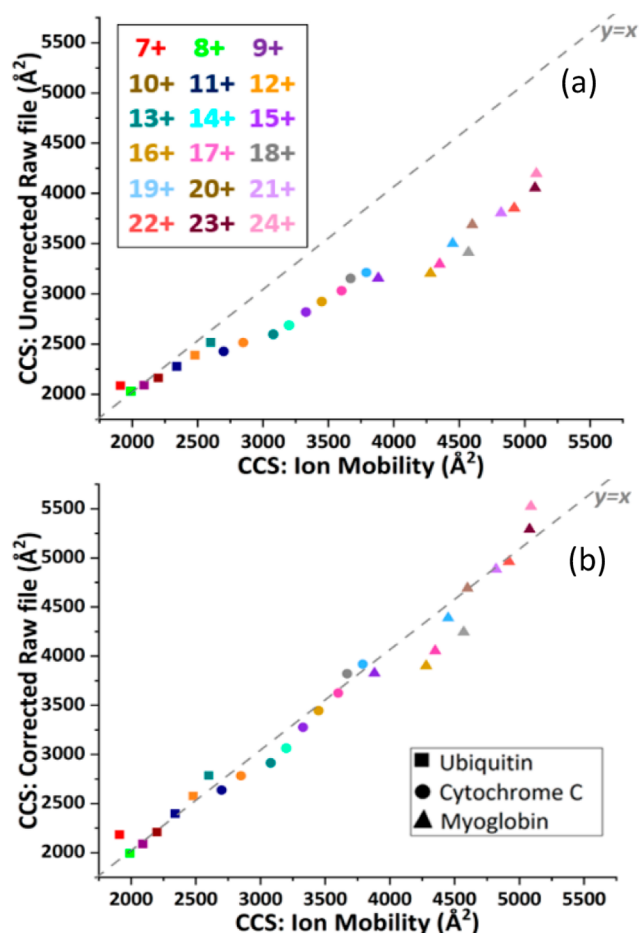 5500
5000
4500
4000
3500
3000
2500
2000
CCS: Uncorrected Raw file (Å²)
7+ 8+ 9+
10+ 11+ 12+
13+ 14+ 15+
16+ 17+ 18+
19+ 20+ 21+
22+ 23+ 24+
y=x
(a)
2000 2500 3000 3500 4000 4500 5000 5500
CCS: Ion Mobility (Å²)
5500
5000
4500
4000
3500
3000
2500
2000
CCS: Corrected Raw file (Å²)
y=x
(b)
Ubiquitin
Cytochrome C
Myoglobin
2000 2500 3000 3500 4000 4500 5000 5500
CCS: Ion Mobility (Å²)